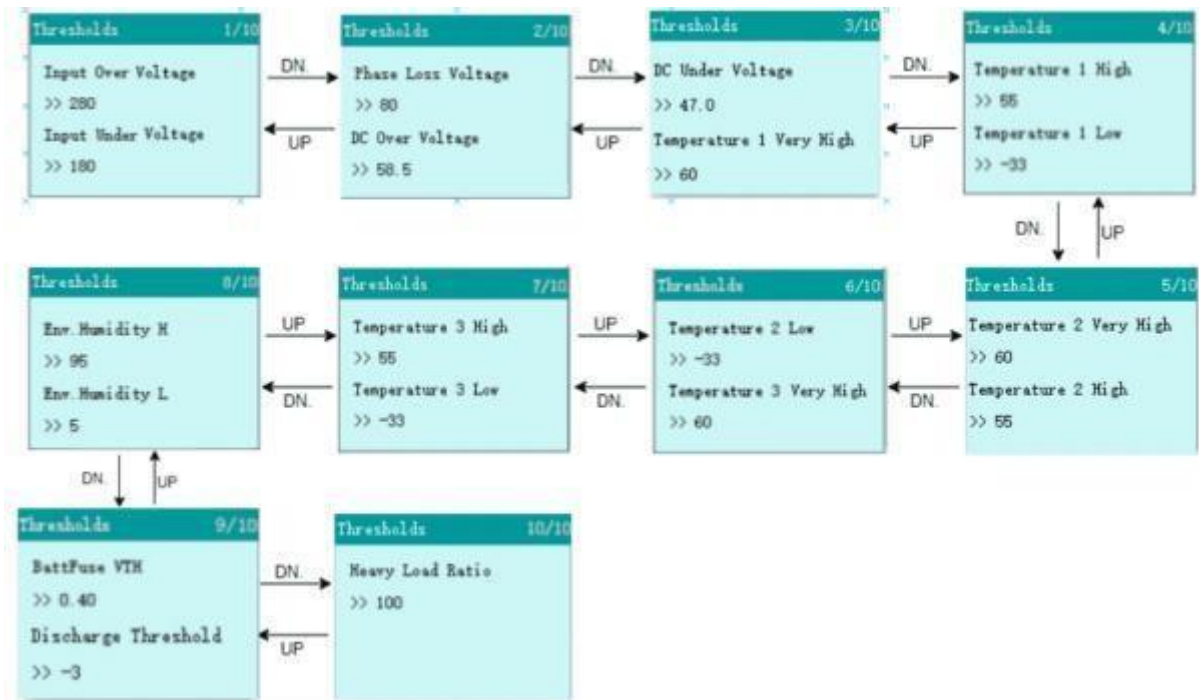 Thresholds 1/10
Input Over Voltage
>> 280
Input Under Voltage
>> 180
DN.
UP
Thresholds 2/10
Phase Loss Voltage
>> 80
DC Over Voltage
>> 58.5
DN.
UP
Thresholds 3/10
DC Under Voltage
>> 47.0
Temperature 1 Very High
>> 60
DN.
UP
Thresholds 4/10
Temperature 1 High
>> 55
Temperature 1 Low
>> -33
DN.
UP
Thresholds 8/10
Env.Humidity H
>> 95
Env.Humidity L
>> 5
UP
DN.
Thresholds 7/10
Temperature 3 High
>> 55
Temperature 3 Low
>> -33
UP
DN.
Thresholds 6/10
Temperature 2 Low
>> -33
Temperature 3 Very High
>> 60
UP
DN.
Thresholds 5/10
Temperature 2 Very High
>> 60
Temperature 2 High
>> 55
DN.
UP
Thresholds 9/10
BattFuse VTH
>> 0.40
Discharge Threshold
>> -3
DN.
UP
Thresholds 10/10
Heavy Load Ratio
>> 100